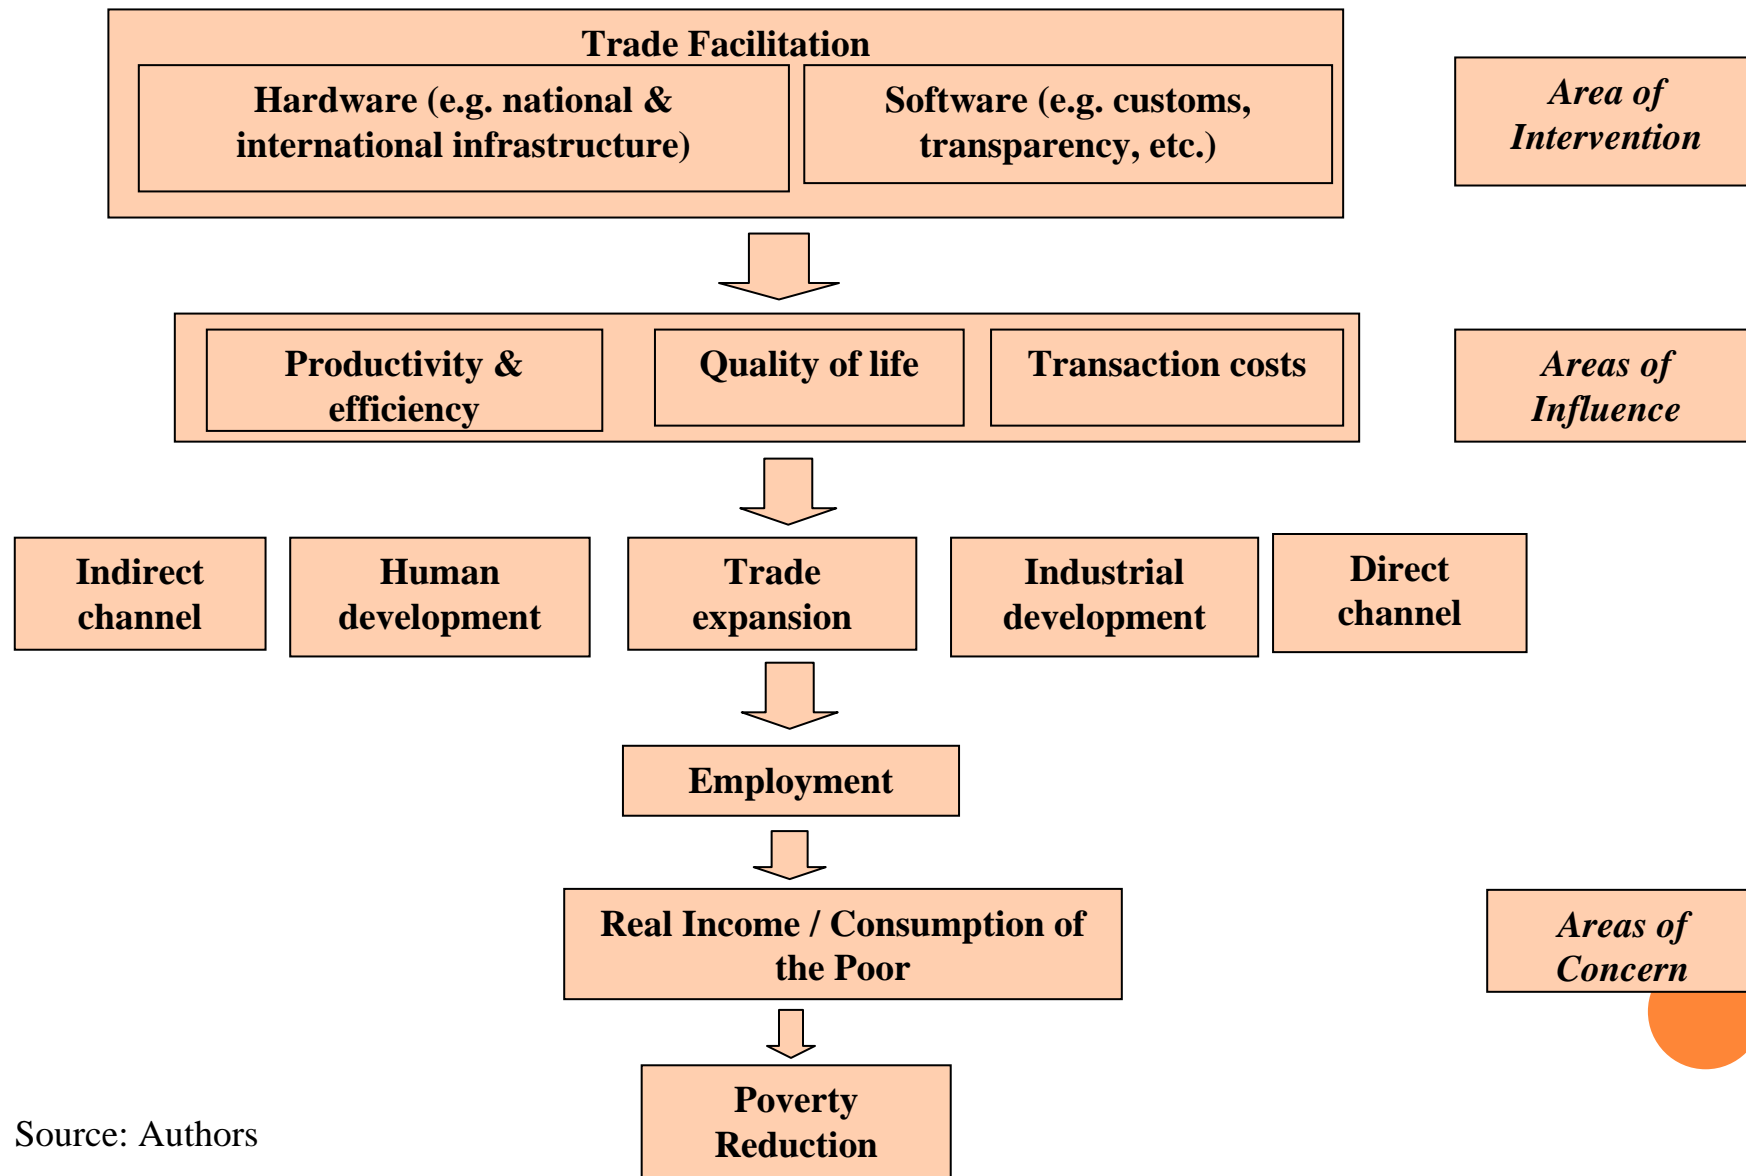 Trade Facilitation
Hardware (e.g. national &
international infrastructure)
Software (e.g. customs,
transparency, etc.)
Area of
Intervention
Productivity &
efficiency
Quality of life
Transaction costs
Areas of
Influence
Indirect
channel
Human
development
Trade
expansion
Industrial
development
Direct
channel
Employment
Real Income / Consumption of
the Poor
Areas of
Concern
Poverty
Reduction
Source: Authors